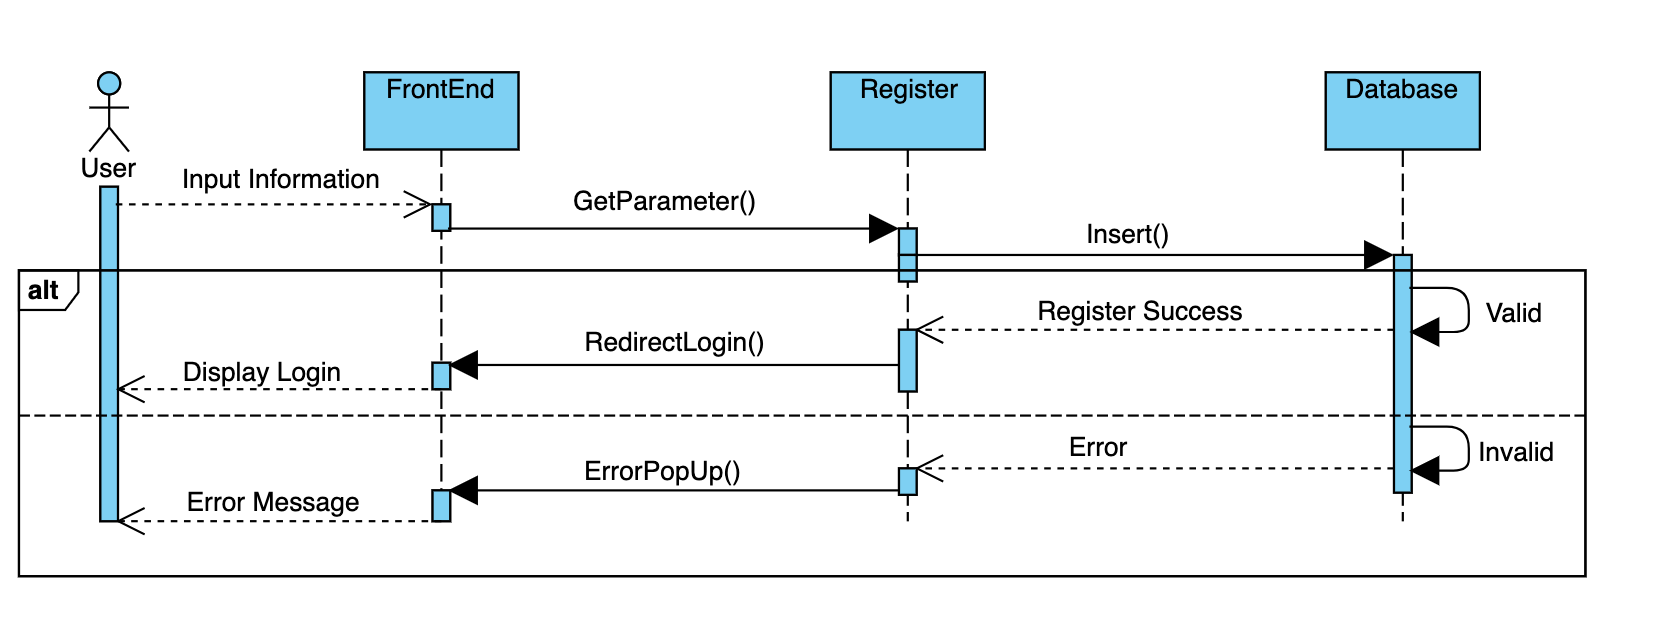 FrontEnd
Register
Database
User
Input Information
GetParameter()
Insert()
alt
Register Success
Valid
RedirectLogin()
Display Login
Error
Invalid
ErrorPopUp()
Error Message